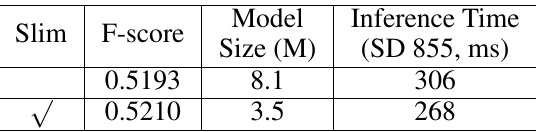 Slim F-score Model Size (M) Inference Time (SD 855, ms)
0.5193 8.1 306
√ 0.5210 3.5 268